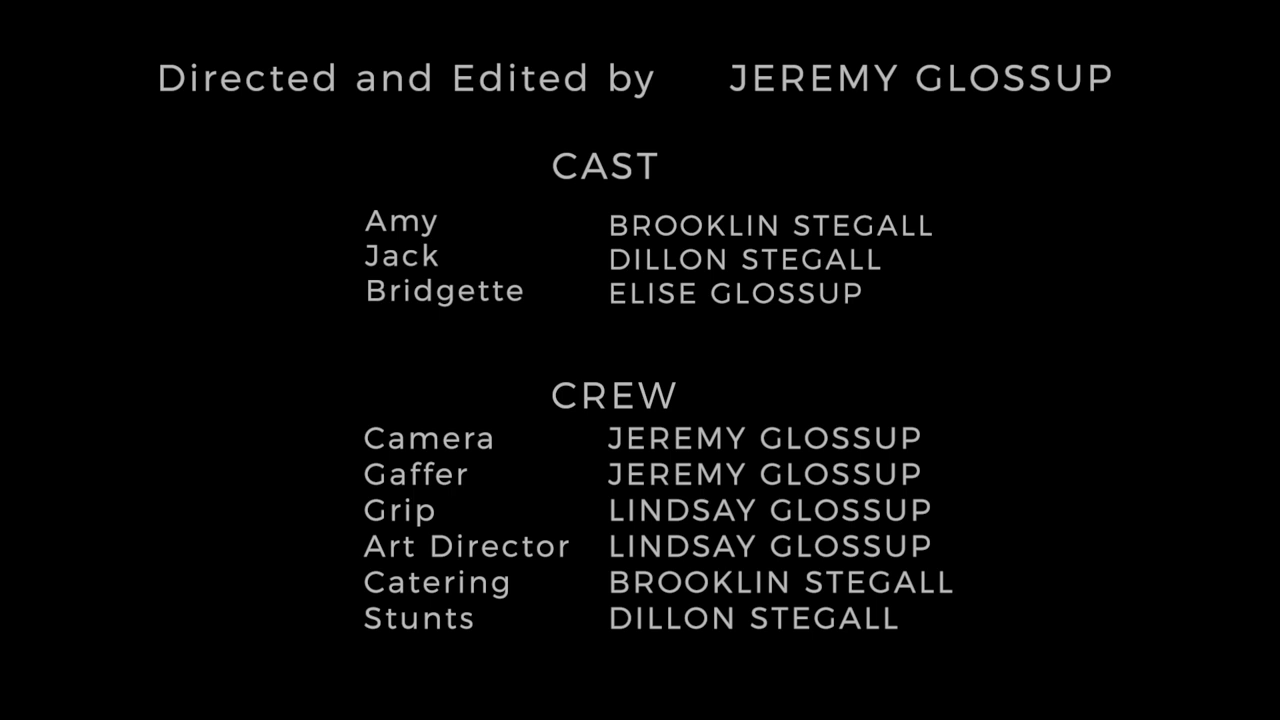 Directed and Edited by JEREMY GLOSSUP
CAST
Amy BROOKLIN STEGALL
Jack DILLON STEGALL
Bridgette ELISE GLOSSUP
CREW
Camera JEREMY GLOSSUP
Gaffer JEREMY GLOSSUP
Grip LINDSAY GLOSSUP
Art Director LINDSAY GLOSSUP
Catering BROOKLIN STEGALL
Stunts DILLON STEGALL